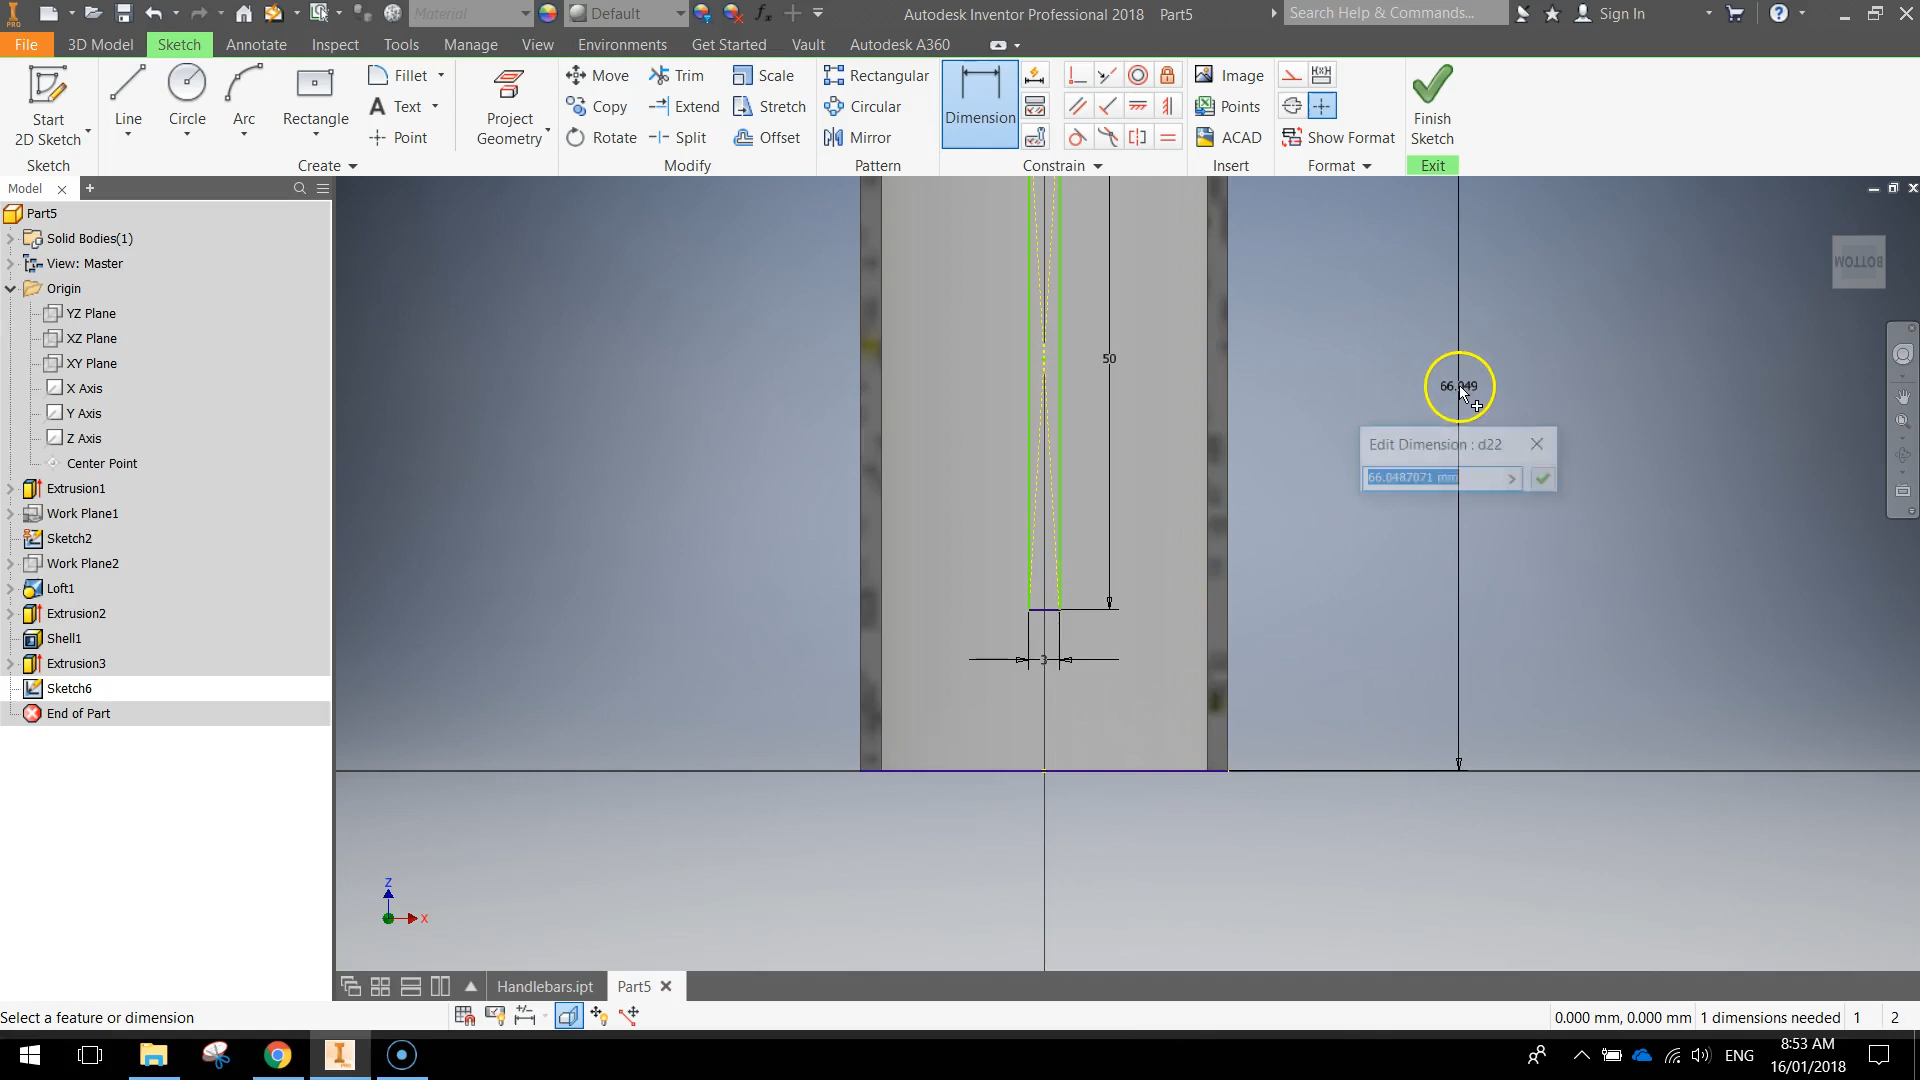 PRO
Material
Default
fx
Autodesk Inventor Professional 2018 Part5
Search Help & Commands...
Sign In
File
3D Model
Sketch
Annotate
Inspect
Tools
Manage
View
Environments
Get Started
Vault
Autodesk A360
Start
2D Sketch
Line
Circle
Arc
Rectangle
Fillet
Text
Point
Project
Geometry
Move
Copy
Rotate
Trim
Extend
Split
Scale
Stretch
Offset
Rectangular
Circular
Mirror
Dimension
Image
Points
ACAD
Show Format
Finish
Sketch
Sketch
Create
Modify
Pattern
Constrain
Insert
Format
Exit
Model
Part5
Solid Bodies(1)
View: Master
Origin
YZ Plane
XZ Plane
XY Plane
X Axis
Y Axis
Z Axis
Center Point
Extrusion1
Work Plane1
Sketch2
Work Plane2
Loft1
Extrusion2
Shell1
Extrusion3
Sketch6
End of Part
BOTTOM
50
66.049
Edit Dimension : d22
66.0487071 mm
3
Z
X
Handlebars.ipt
Part5
Select a feature or dimension
0.000 mm, 0.000 mm
1 dimensions needed
1
2
ENG
8:53 AM
16/01/2018